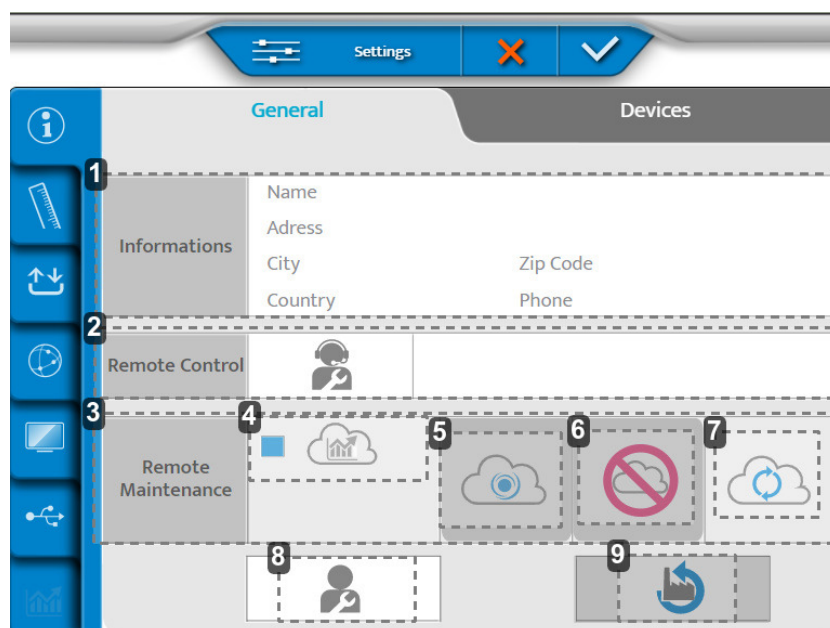 Settings
General
Devices
1
Informations
Name
Adress
City
Zip Code
Country
Phone
2
Remote Control
3
Remote
Maintenance
4
5
6
7
8
9